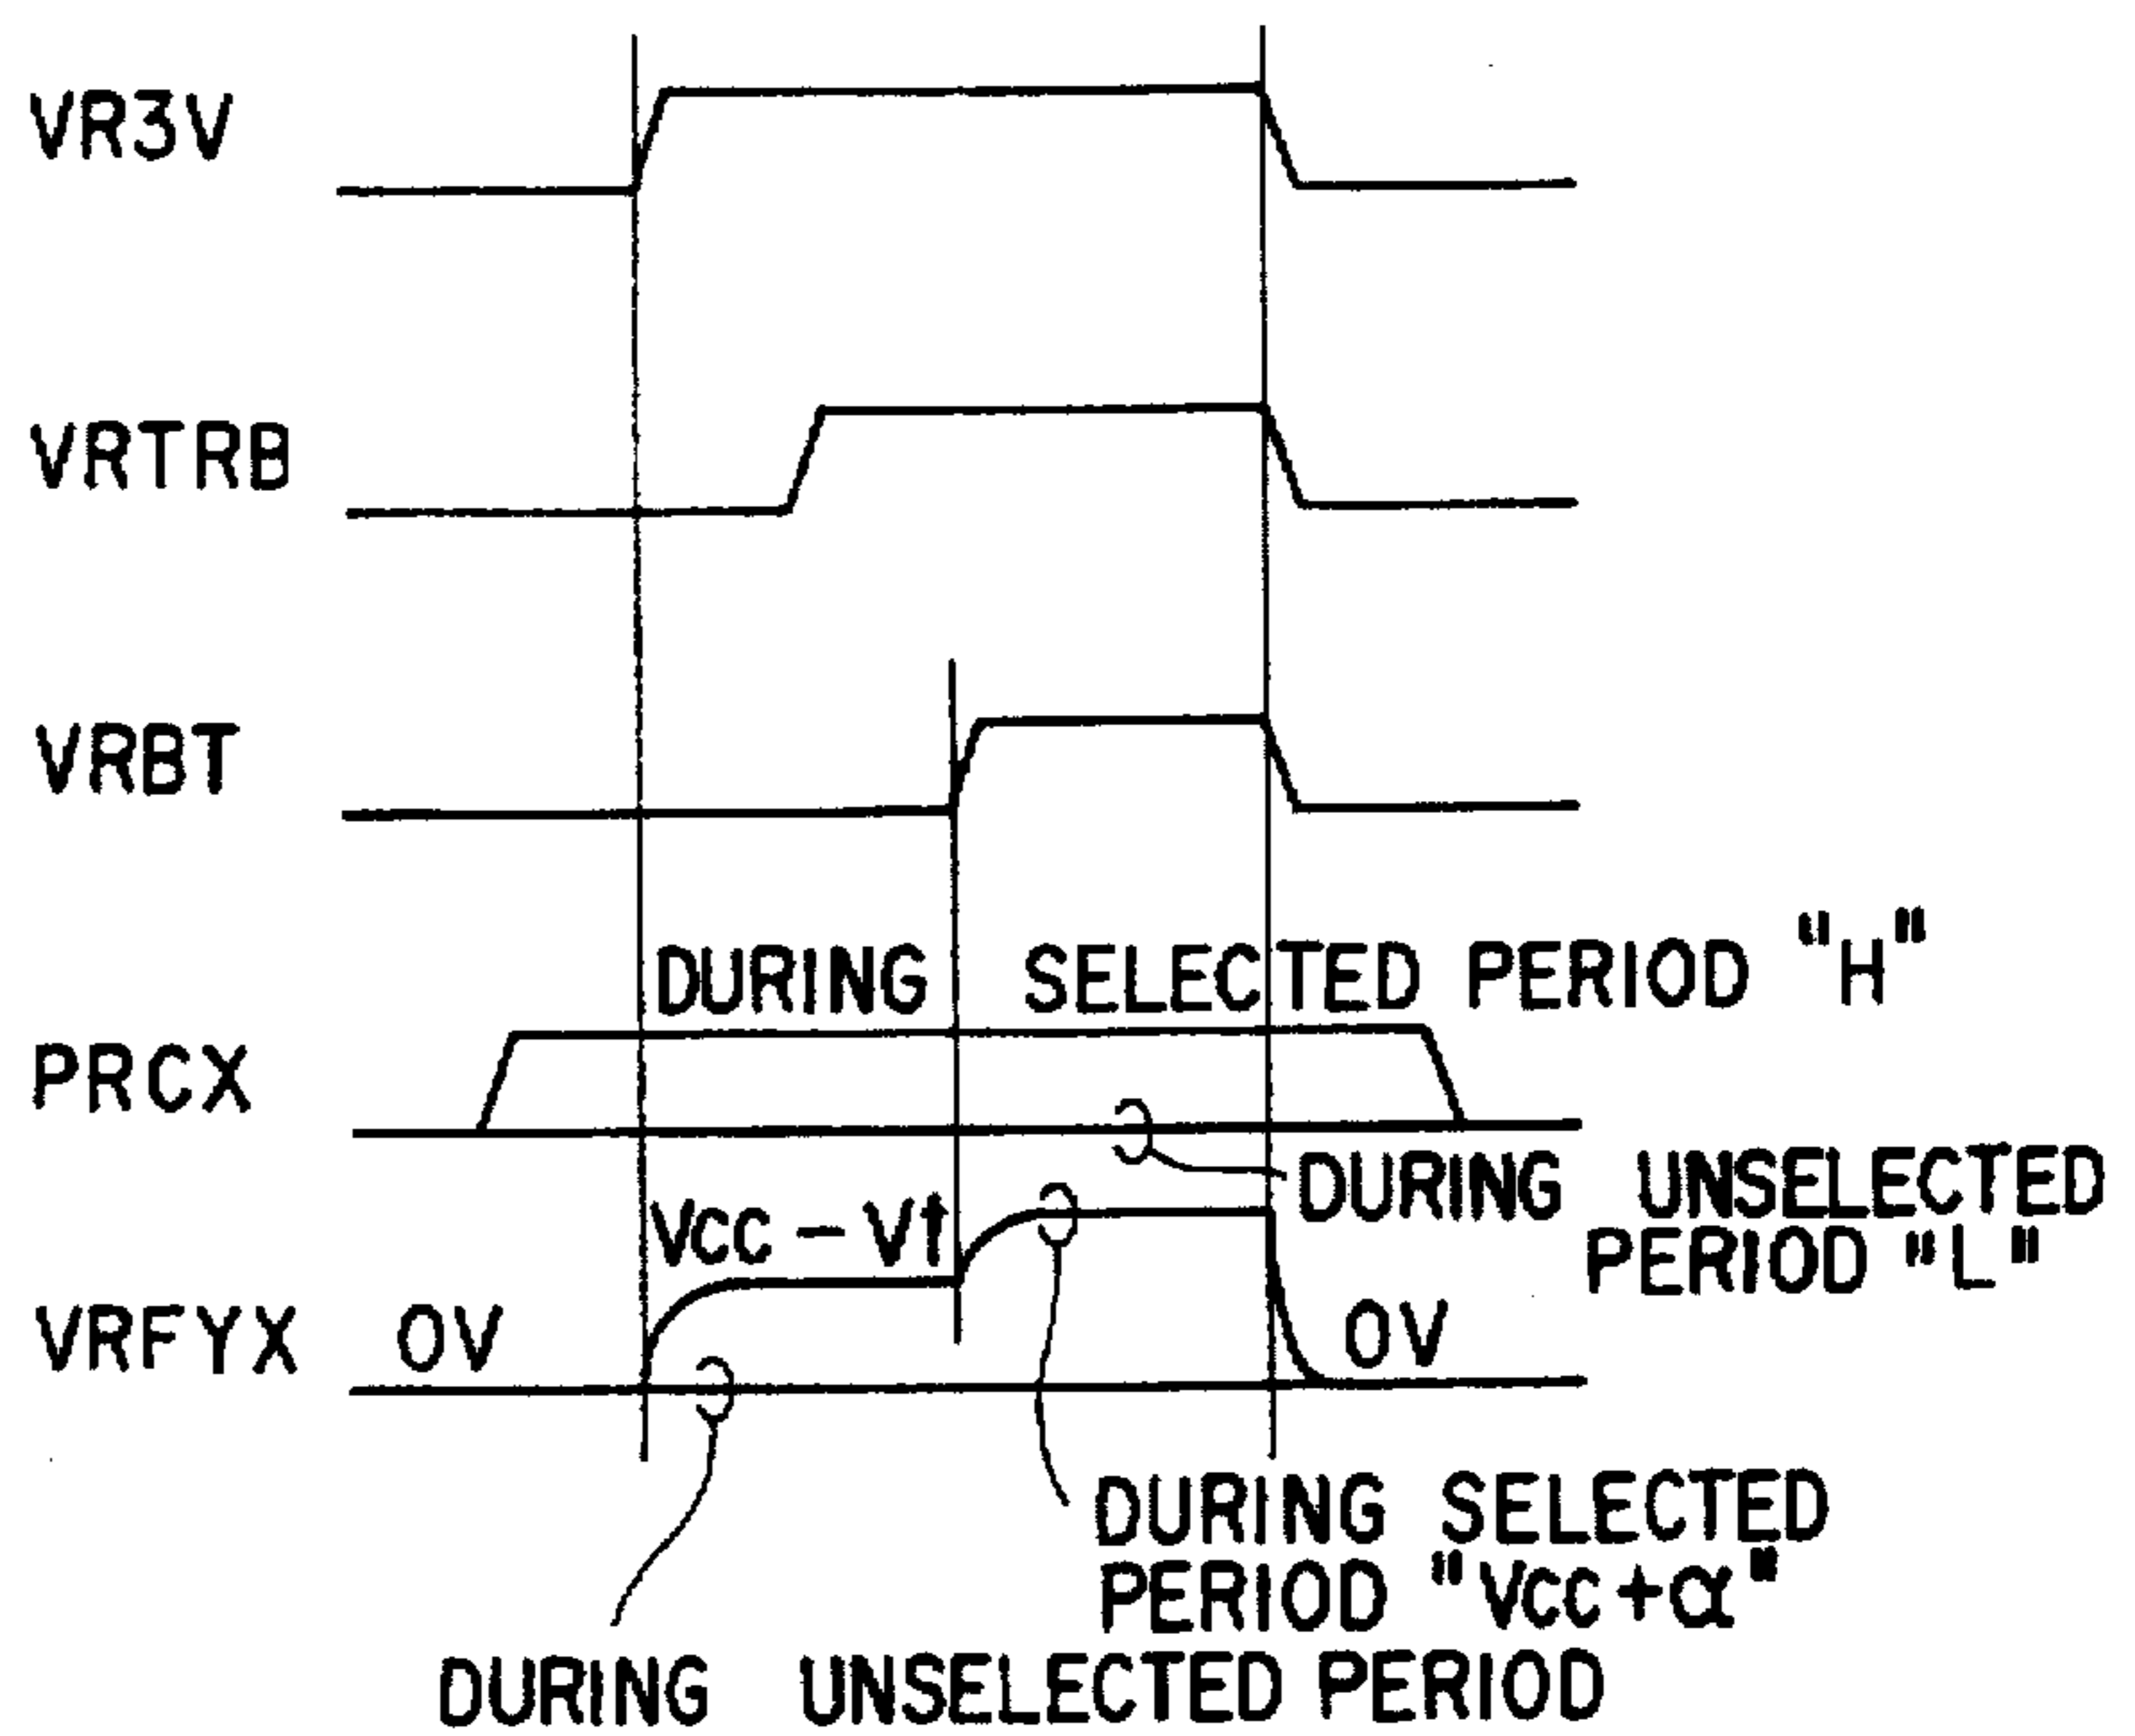 VR3V
VRTRB
VRBT
DURING SELECTED PERIOD "H"
PRCX
DURING UNSELECTED
PERIOD "L"
VCC - Vt
VRFYX 0V
0V
DURING SELECTED
PERIOD "VCC+α"
DURING UNSELECTED PERIOD